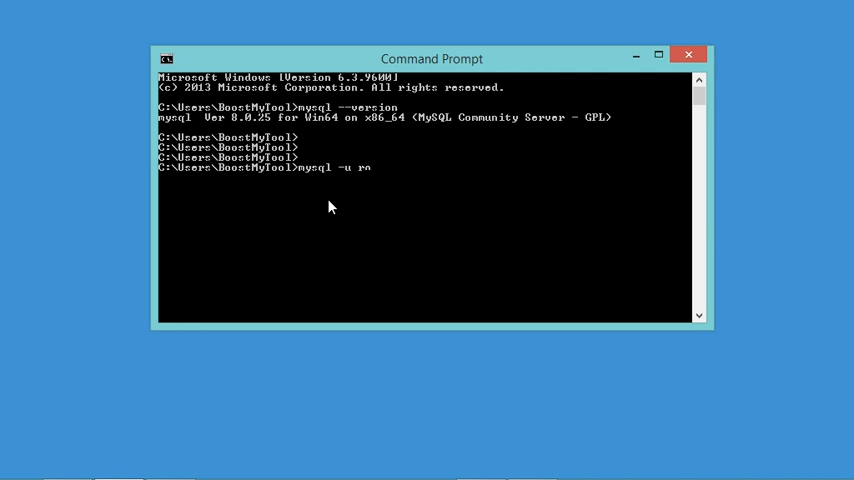 Command Prompt
Microsoft Windows [Version 6.3.9600]
(c) 2013 Microsoft Corporation. All rights reserved.
C:\Users\BoostMyTool>mysql --version
mysql  Ver 8.0.25 for Win64 on x86_64 (MySQL Community Server - GPL)
C:\Users\BoostMyTool>
C:\Users\BoostMyTool>
C:\Users\BoostMyTool>
C:\Users\BoostMyTool>mysql -u ro